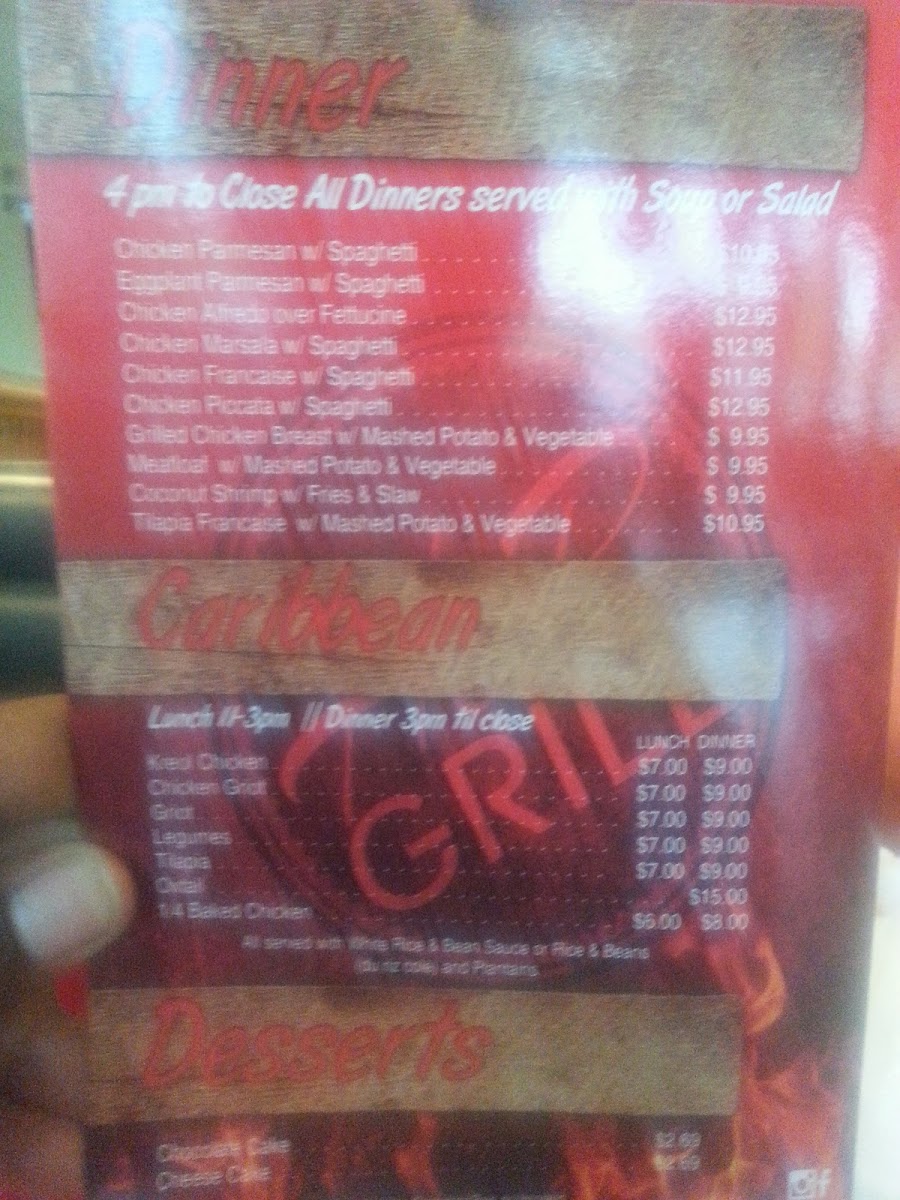 Dinner
4 pm to Close All Dinners served with Soup or Salad
Chicken Parmesan w/ Spaghetti $10.95
Eggplant Parmesan w/ Spaghetti
Chicken Alfredo over Fettucine $12.95
Chicken Marsala w/ Spaghetti $12.95
Chicken Francaise w/ Spaghetti $11.95
Chicken Piccata w/ Spaghetti $12.95
Grilled Chicken Breast w/ Mashed Potato & Vegetable $ 9.95
Meatloaf w/ Mashed Potato & Vegetable $ 9.95
Coconut Shrimp w/ Fries & Slaw $ 9.95
Tilapia Francaise w/ Mashed Potato & Vegetable $10.95
Caribbean
Lunch 11-3pm // Dinner 3pm til close
LUNCH DINNER
Kreol Chicken $7.00 $9.00
Chicken Griot $7.00 $9.00
Griot $7.00 $9.00
Legumes $7.00 $9.00
Tilapia $7.00 $9.00
Oxtail $15.00
1/4 Baked Chicken $6.00 $8.00
All served with White Rice & Bean Sauce or Rice & Beans
and Plantains
GRILL
Desserts
Chocolate Cake $2.69
Cheese Cake $2.69